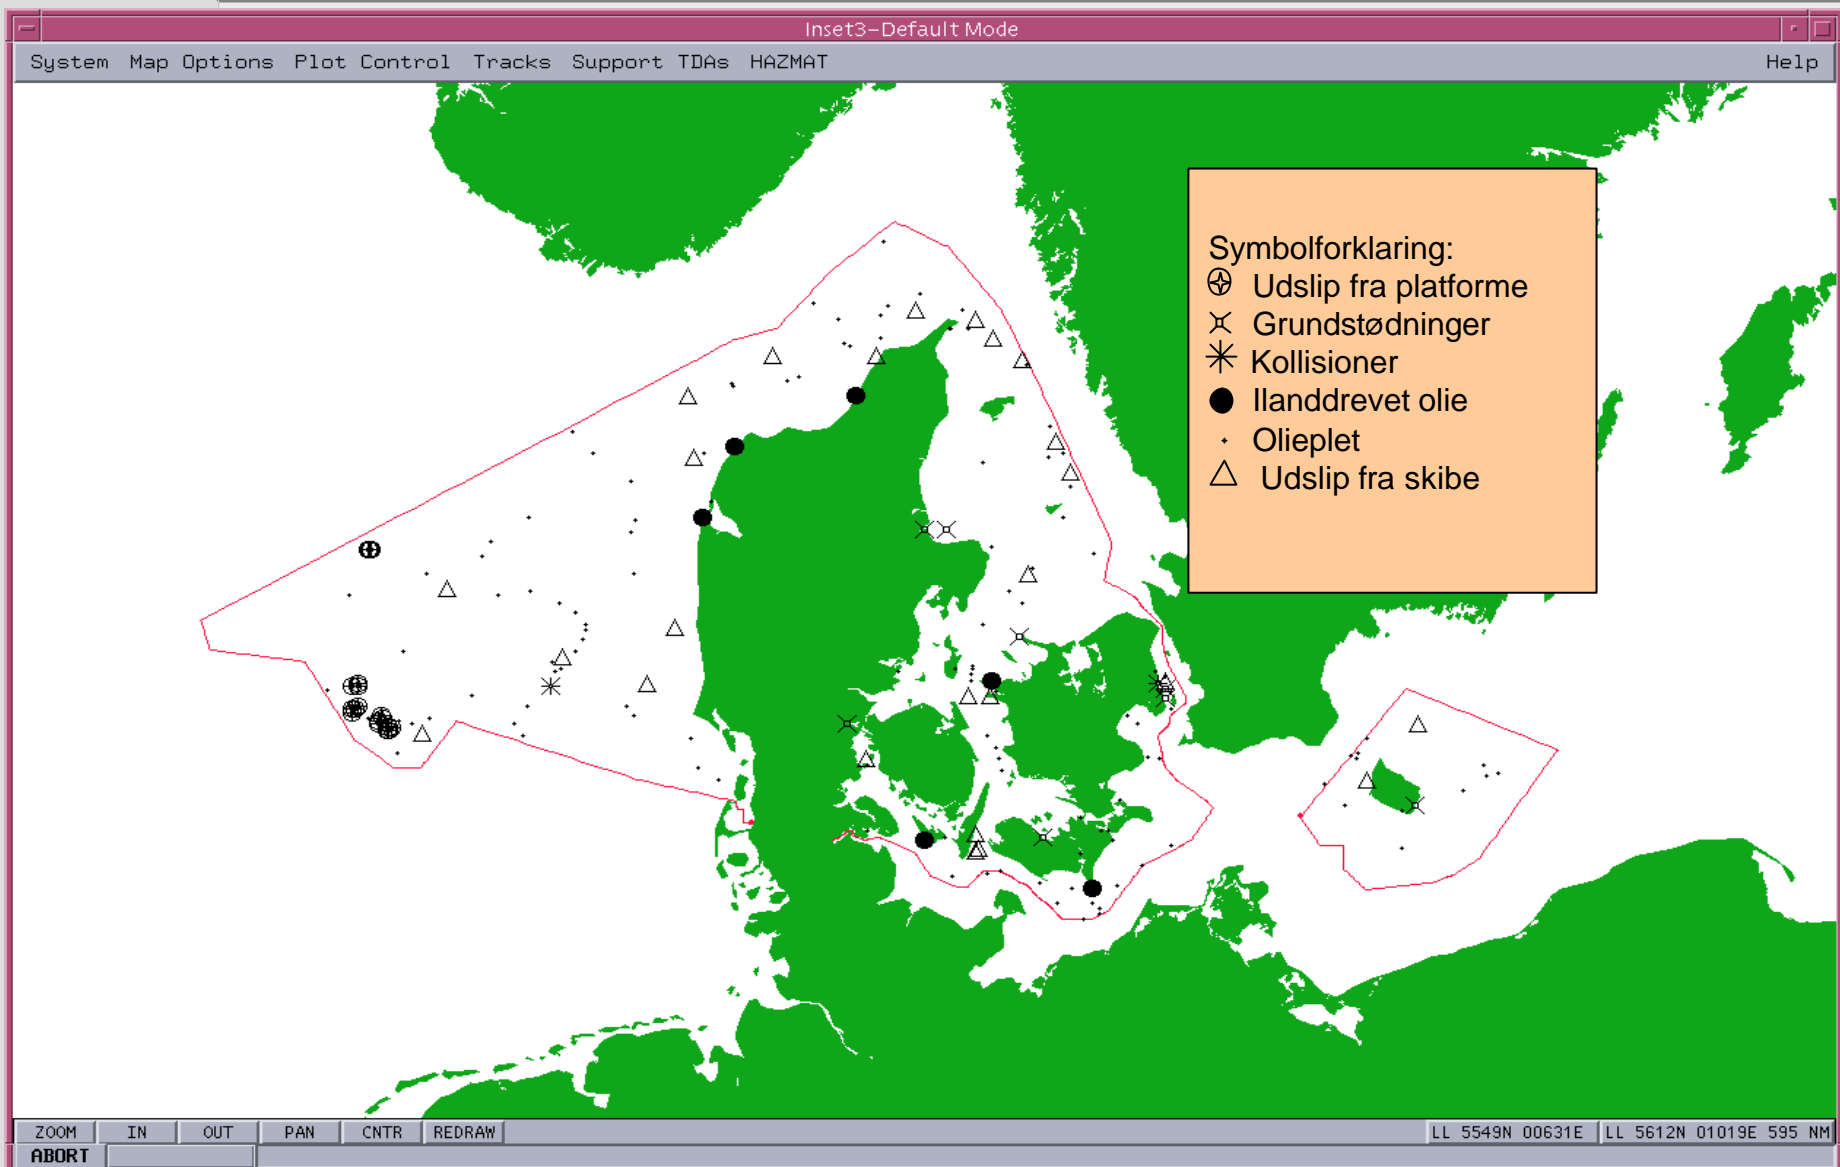 Inset3-Default Mode
System Map Options Plot Control Tracks Support TDAs HAZMAT Help
Symbolforklaring:
Udslip fra platforme
Grundstødninger
Kollisioner
Ilanddrevet olie
Olieplet
Udslip fra skibe
ZOOM IN OUT PAN CNTR REDRAW LL 5549N 00631E LL 5612N 01019E 595 NM
ABORT